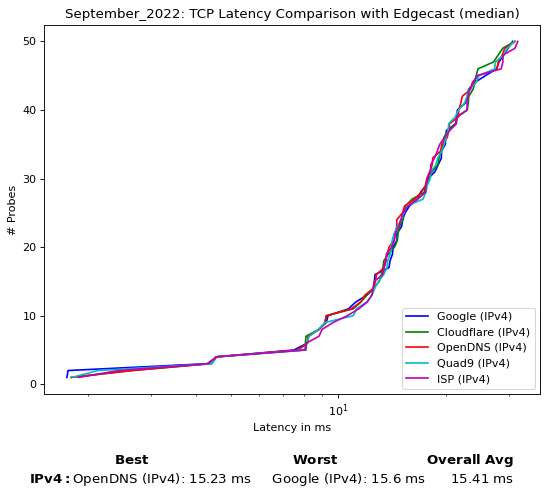 September_2022: TCP Latency Comparison with Edgecast (median)
50
40
30
20
10
0
# Probes
10^1
Latency in ms
Google (IPv4)
Cloudflare (IPv4)
OpenDNS (IPv4)
Quad9 (IPv4)
ISP (IPv4)
Best Worst Overall Avg
IPv4: OpenDNS (IPv4): 15.23 ms Google (IPv4): 15.6 ms 15.41 ms